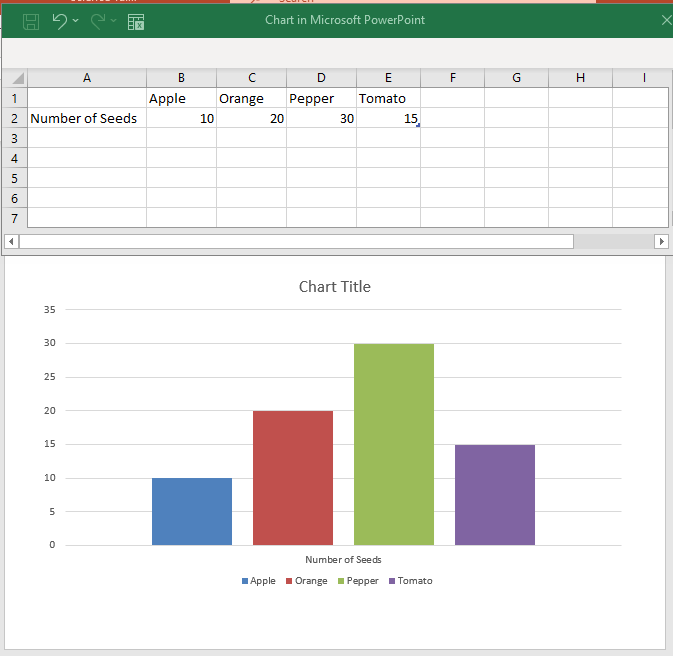 Chart in Microsoft PowerPoint
A B C D E F G H I
1 Apple Orange Pepper Tomato
2 Number of Seeds 10 20 30 15
3
4
5
6
7
Chart Title
35
30
25
20
15
10
5
0
Number of Seeds
Apple Orange Pepper Tomato